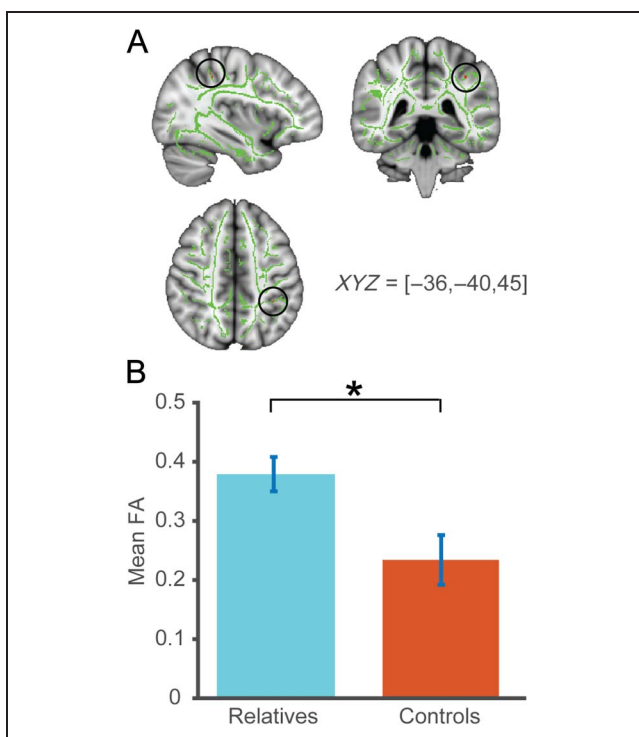 A
XYZ = [−36,−40,45]
B
*
0.5
0.4
0.3
0.2
0.1
0
Mean FA
Relatives
Controls